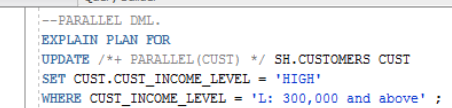 --PARALLEL DML.
EXPLAIN PLAN FOR
UPDATE /*+ PARALLEL(CUST) */ SH.CUSTOMERS CUST
SET CUST.CUST_INCOME_LEVEL = 'HIGH'
WHERE CUST_INCOME_LEVEL = 'L: 300,000 and above' ;